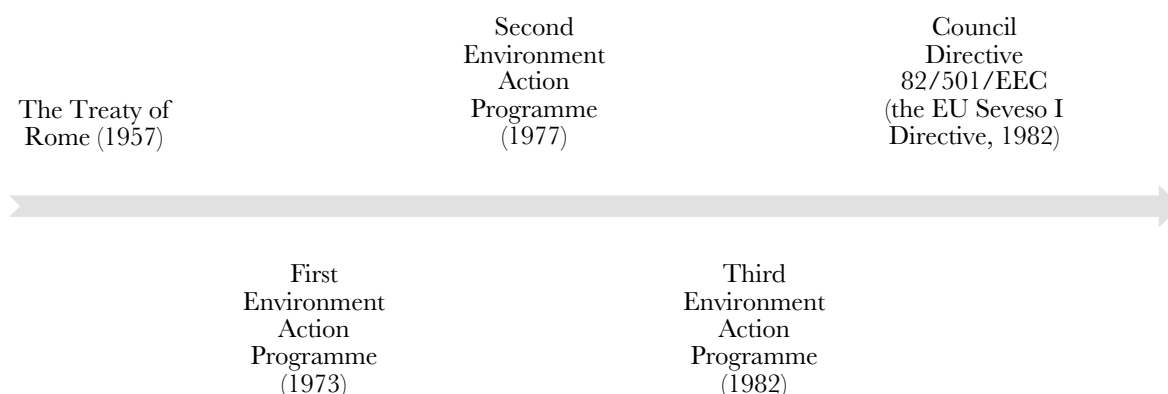 The Treaty of
Rome (1957)
First
Environment
Action
Programme
(1973)
Second
Environment
Action
Programme
(1977)
Third
Environment
Action
Programme
(1982)
Council
Directive
82/501/EEC
(the EU Seveso I
Directive, 1982)